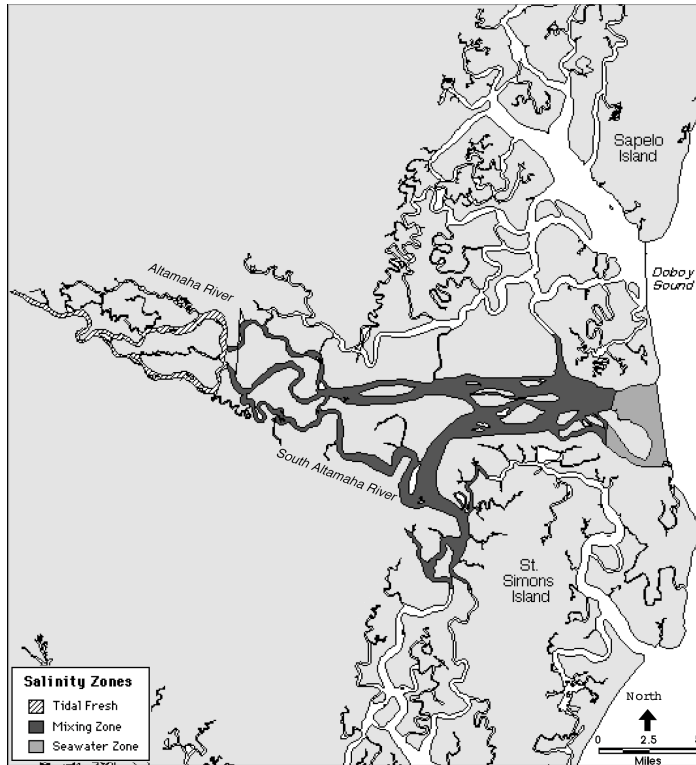 Sapelo
Island
Doboy
Sound
Altamaha River
South Altamaha River
St.
Simons
Island
Salinity Zones
Tidal Fresh
Mixing Zone
Seawater Zone
North
0 2.5
Miles